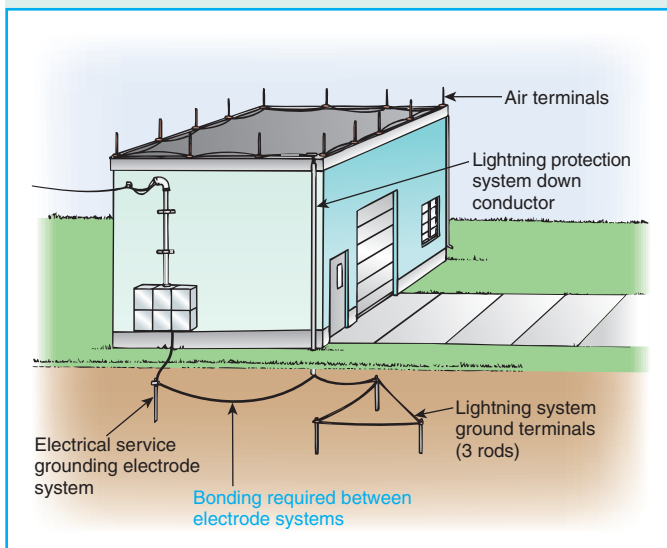 Air terminals
Lightning protection
system down
conductor
Lightning system
ground terminals
(3 rods)
Electrical service
grounding electrode
system
Bonding required between
electrode systems